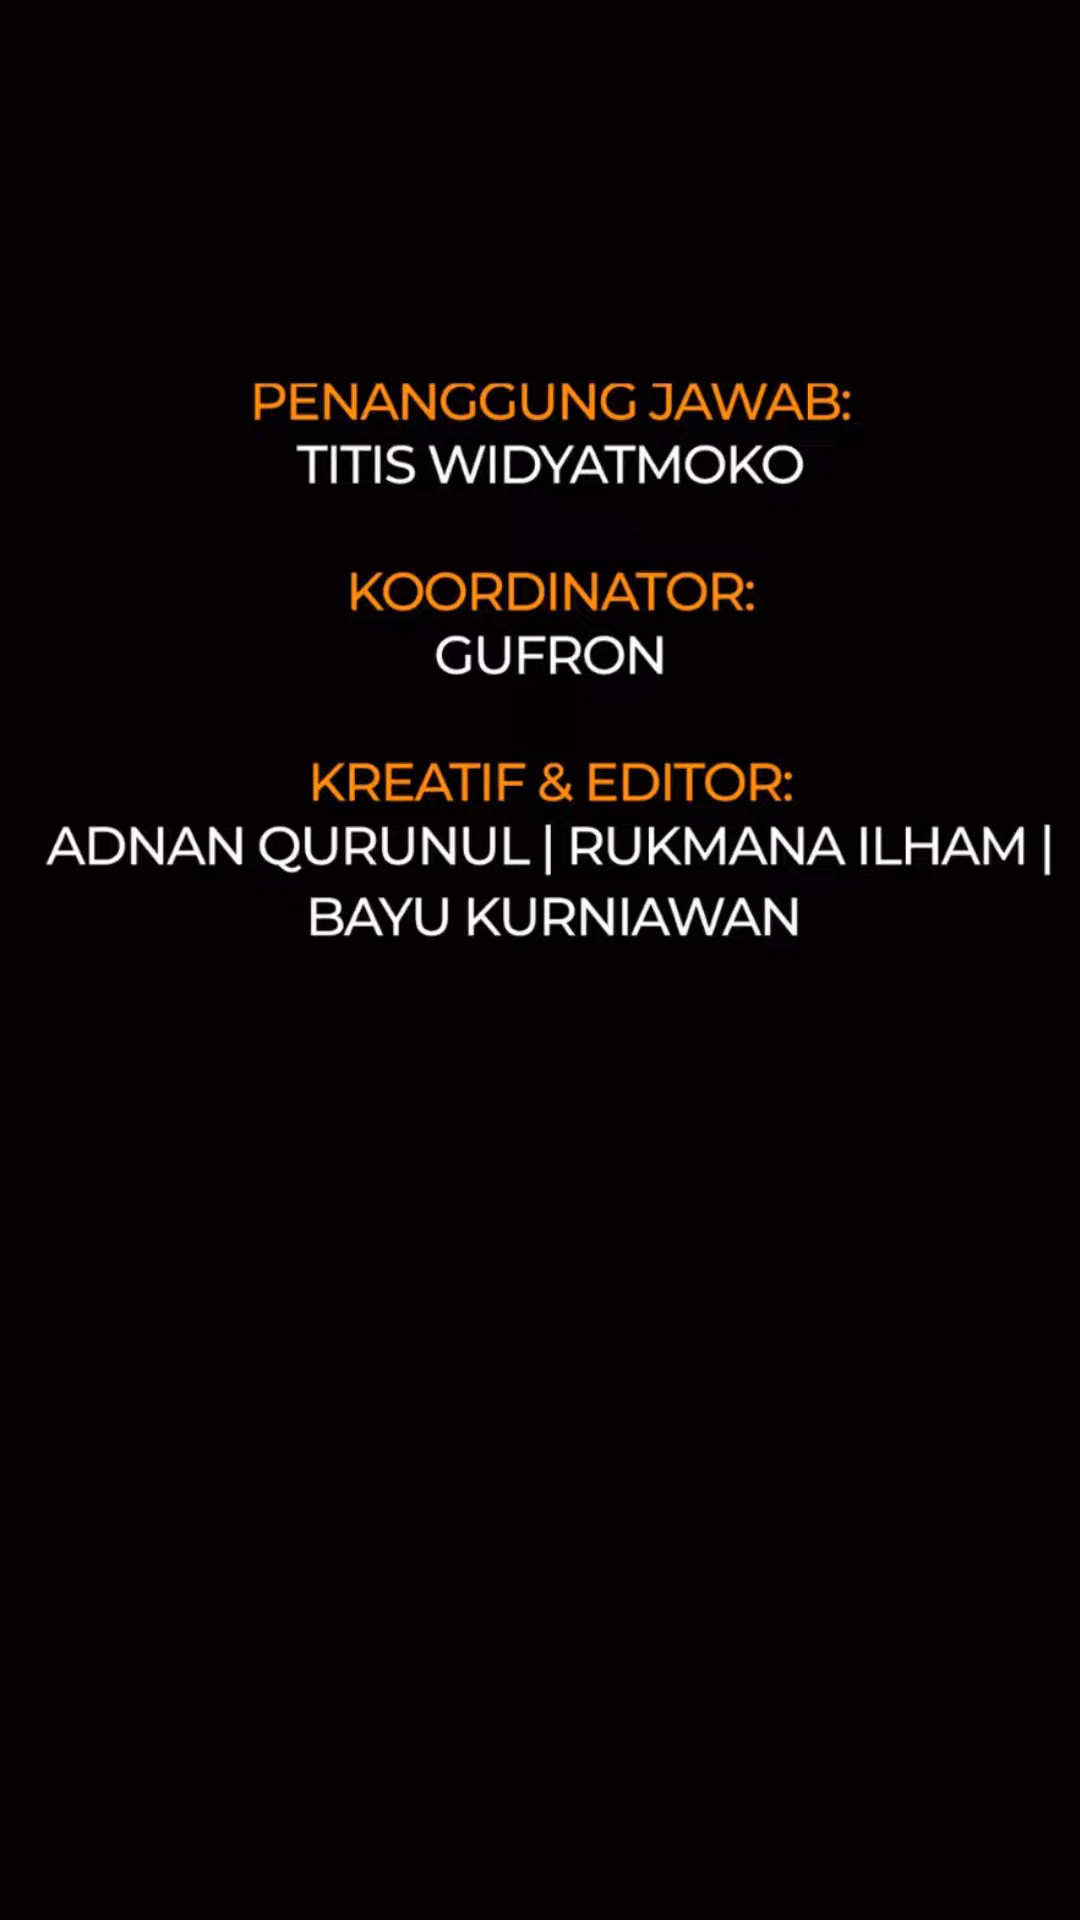 PENANGGUNG JAWAB:
TITIS WIDYATMOKO
KOORDINATOR:
GUFRON
KREATIF & EDITOR:
ADNAN QURUNUL | RUKMANA ILHAM |
BAYU KURNIAWAN